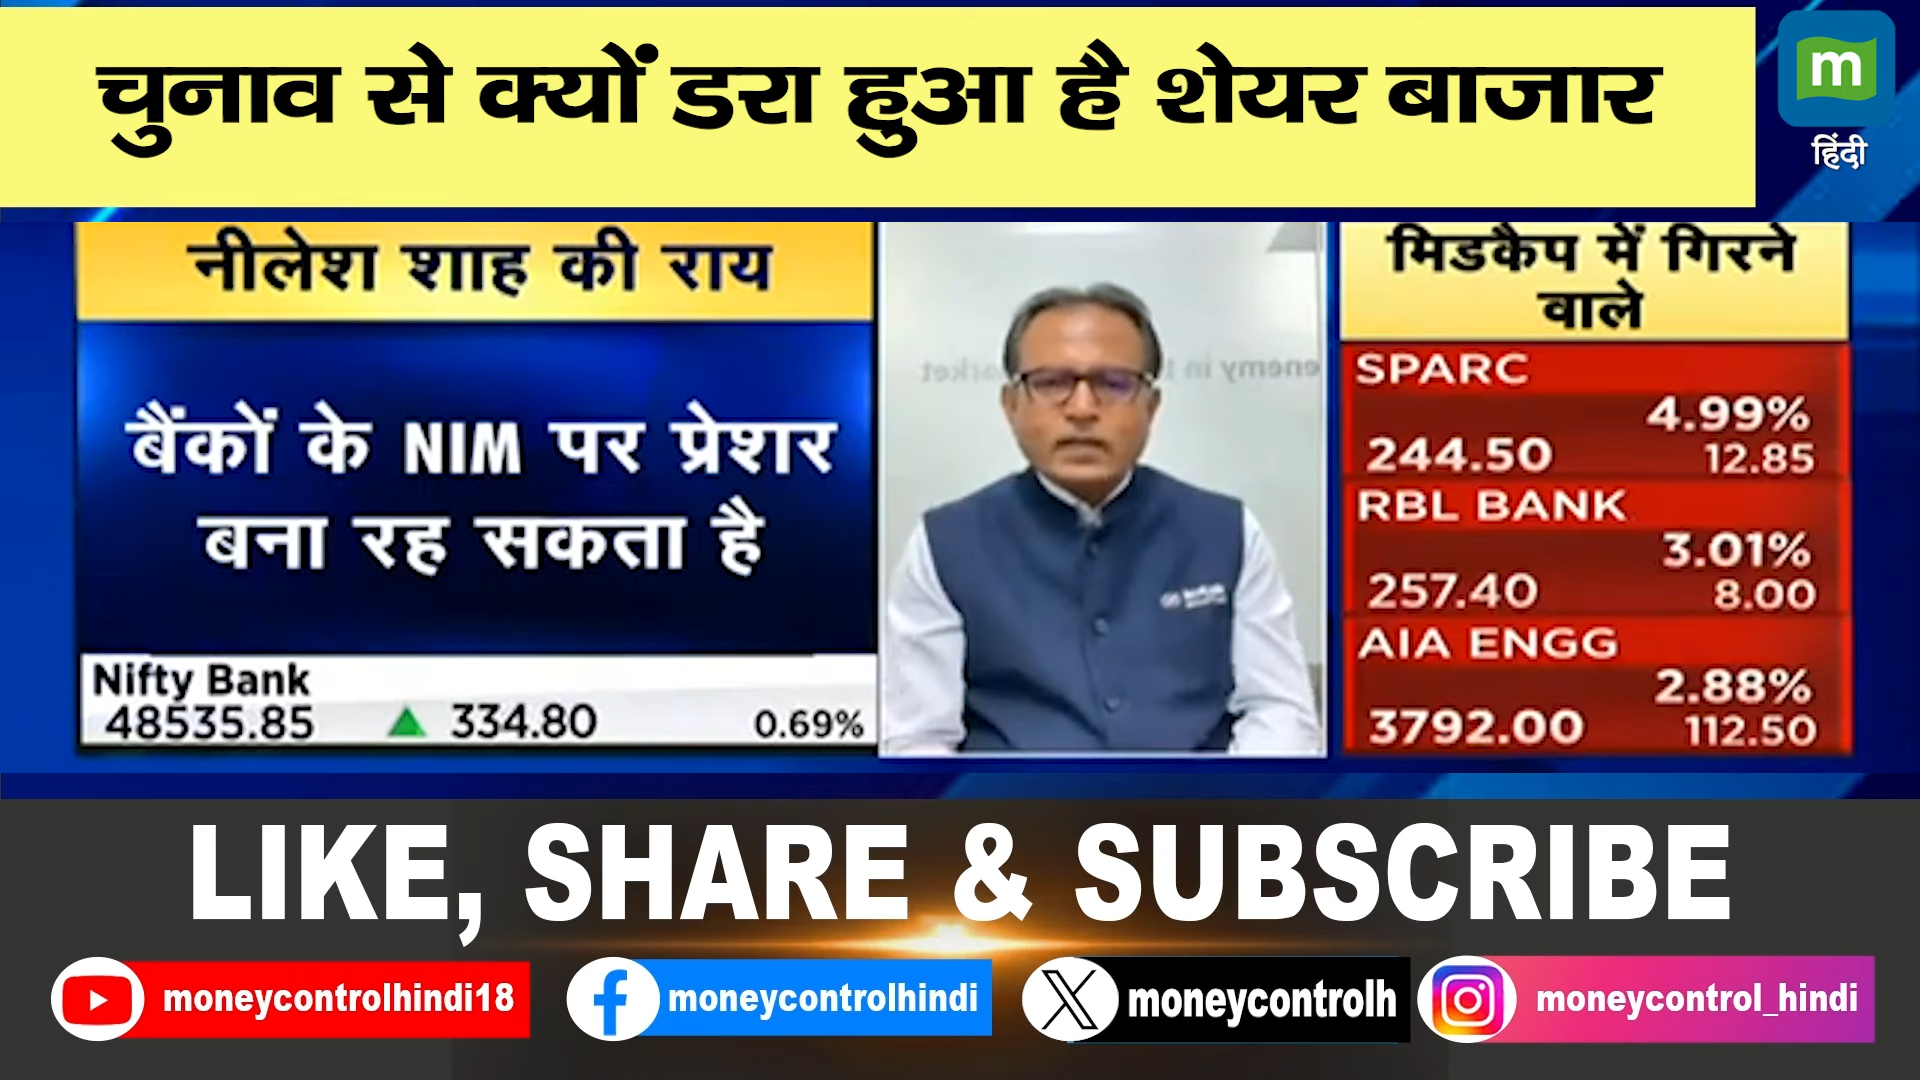 चुनाव से क्यों डरा हुआ है शेयर बाजार
m
हिंदी
नीलेश शाह की राय
बैंकों के NIM पर प्रेशर
बना रह सकता है
Nifty Bank
48535.85 ▲ 334.80 0.69%
enemy in
मिडकैप में गिरने
वाले
SPARC
4.99%
244.50 12.85
RBL BANK
3.01%
257.40 8.00
AIA ENGG
2.88%
3792.00 112.50
LIKE, SHARE & SUBSCRIBE
moneycontrolhindi18
moneycontrolhindi
moneycontrolh
moneycontrol_hindi